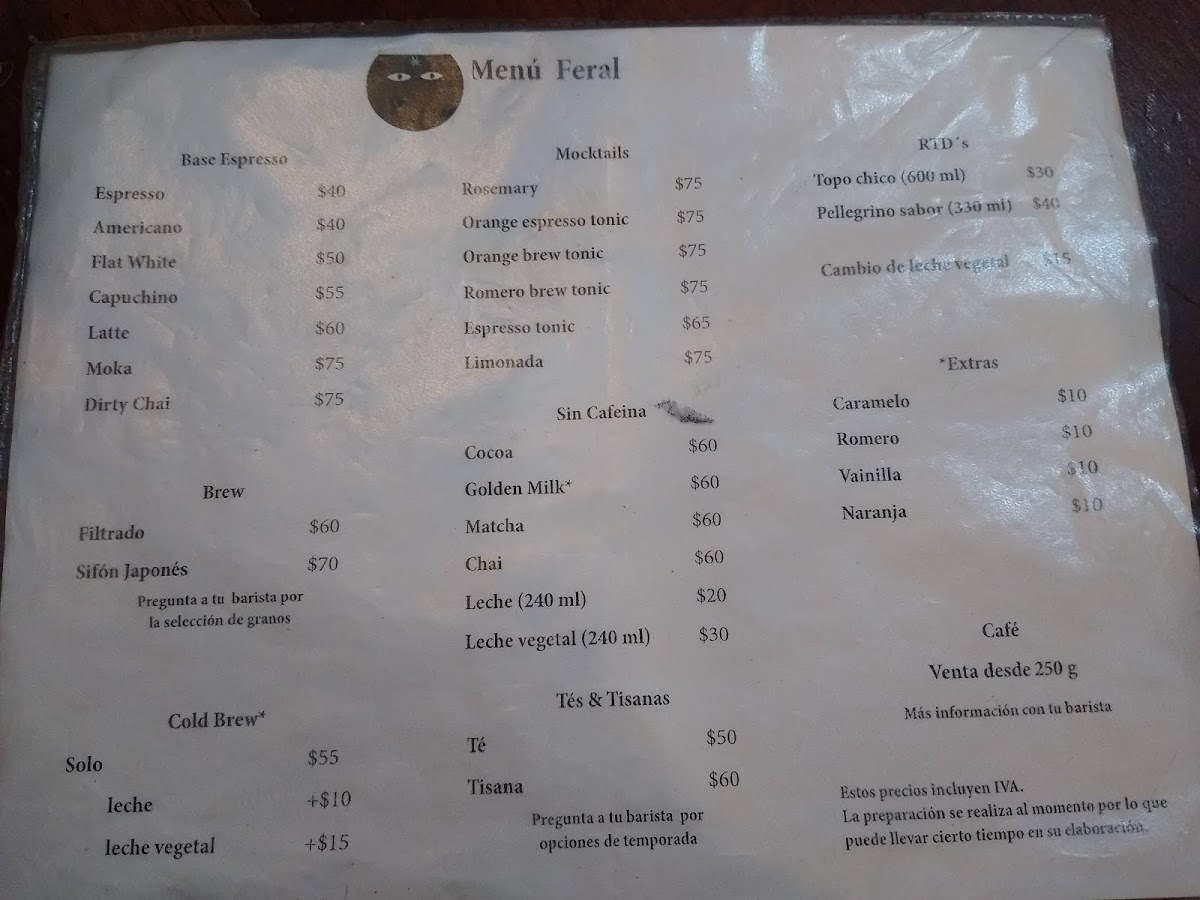 Menú Feral
Base Espresso
Espresso $40
Americano $40
Flat White $50
Capuchino $55
Latte $60
Moka $75
Dirty Chai $75
Brew
Filtrado $60
Sifón Japonés $70
Pregunta a tu barista por
la selección de granos
Cold Brew*
Solo $55
leche +$10
leche vegetal +$15
Mocktails
Rosemary $75
Orange espresso tonic $75
Orange brew tonic $75
Romero brew tonic $75
Espresso tonic $65
Limonada $75
Sin Cafeina
Cocoa $60
Golden Milk* $60
Matcha $60
Chai $60
Leche (240 ml) $20
Leche vegetal (240 ml) $30
Tés & Tisanas
Té $50
Tisana $60
Pregunta a tu barista por
opciones de temporada
RTD´s
Topo chico (600 ml) $30
Pellegrino sabor (330 ml) $40
Cambio de leche vegetal $15
*Extras
Caramelo $10
Romero $10
Vainilla $10
Naranja $10
Café
Venta desde 250 g
Más información con tu barista
Estos precios incluyen IVA.
La preparación se realiza al momento por lo que
puede llevar cierto tiempo en su elaboración.